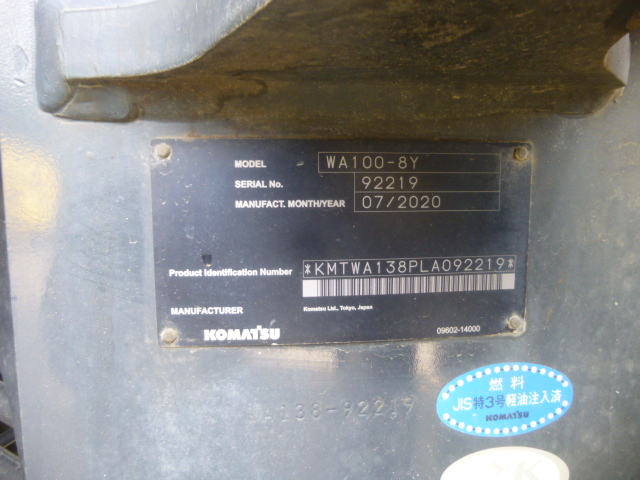 MODEL WA100-8Y
SERIAL No. 92219
MANUFACT. MONTH/YEAR 07/2020
Product Identification Number *KMTWA138PLA092219*
MANUFACTURER Komatsu Ltd., Tokyo, Japan
KOMATSU 09602-14000
燃料
JIS特3号軽油注入済
KOMATSU
38-92219